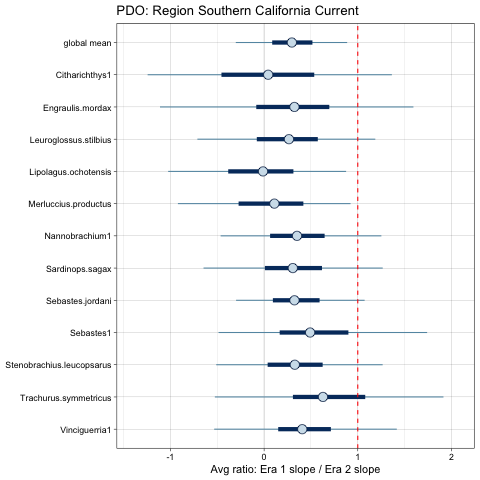 PDO: Region Southern California Current
global mean
Citharichthys1
Engraulis.mordax
Leuroglossus.stilbius
Lipolagus.ochotensis
Merluccius.productus
Nannobrachium1
Sardinops.sagax
Sebastes.jordani
Sebastes1
Stenobrachius.leucopsarus
Trachurus.symmetricus
Vinciguerria1
-1 0 1 2
Avg ratio: Era 1 slope / Era 2 slope